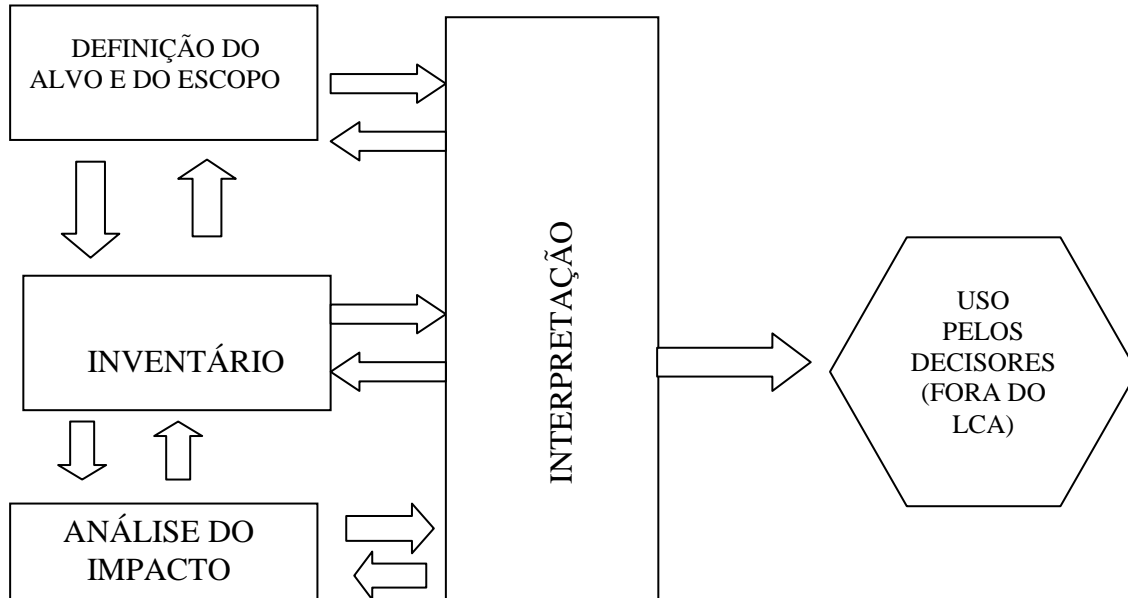 DEFINIÇÃO DO
ALVO E DO ESCOPO
INVENTÁRIO
ANÁLISE DO
IMPACTO
INTERPRETAÇÃO
USO
PELOS
DECISORES
(FORA DO
LCA)